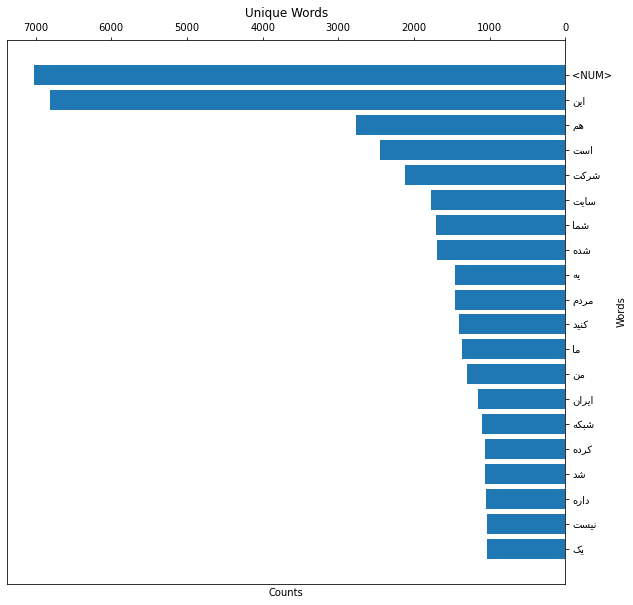 Unique Words
7000 6000 5000 4000 3000 2000 1000 0
<NUM>
این
هم
است
شرکت
سایت
شما
شده
یه
مردم
کنید
ما
من
ایران
شبکه
کرده
شد
داره
نیست
یک
Words
Counts